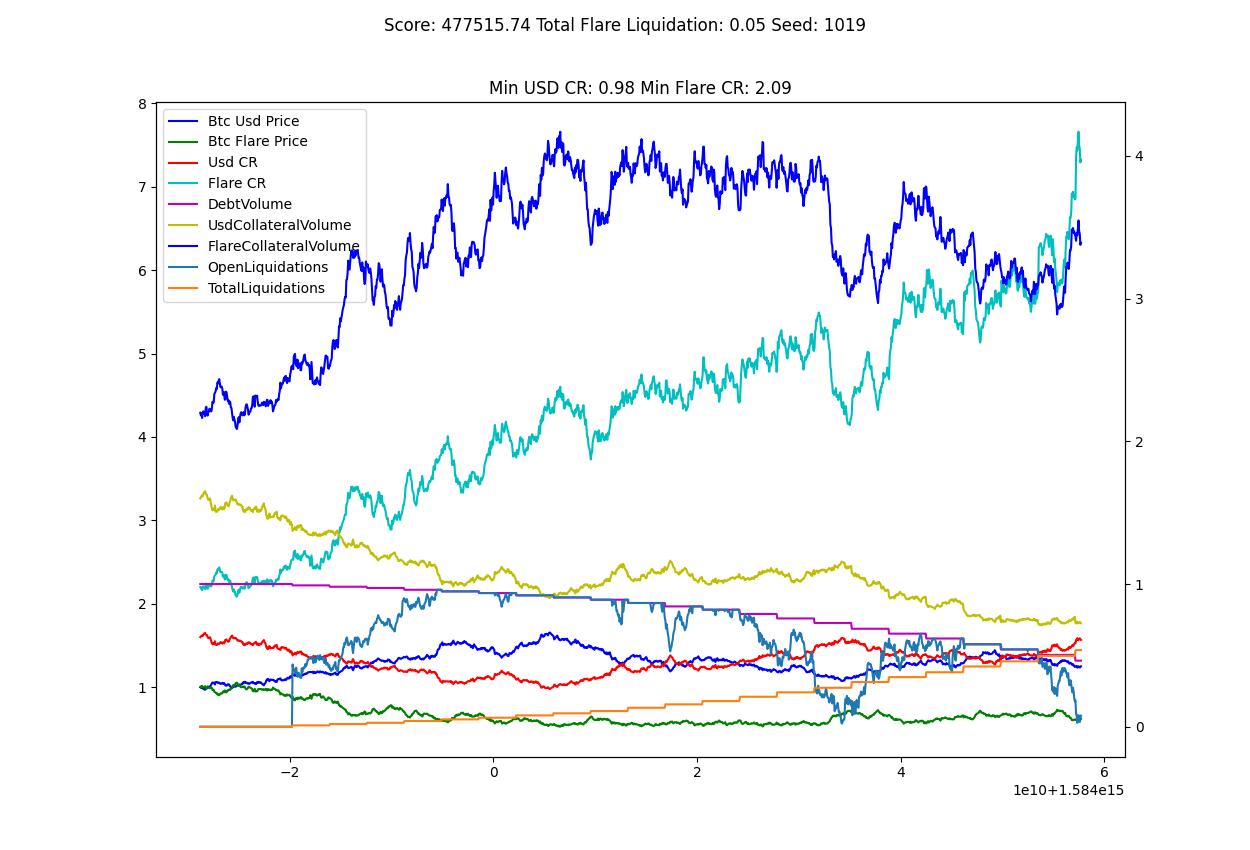 Score: 477515.74 Total Flare Liquidation: 0.05 Seed: 1019
Min USD CR: 0.98 Min Flare CR: 2.09
Btc Usd Price
Btc Flare Price
Usd CR
Flare CR
DebtVolume
UsdCollateralVolume
FlareCollateralVolume
OpenLiquidations
TotalLiquidations
8
7
6
5
4
3
2
1
4
3
2
1
0
−2
0
2
4
6
1e10+1.584e15